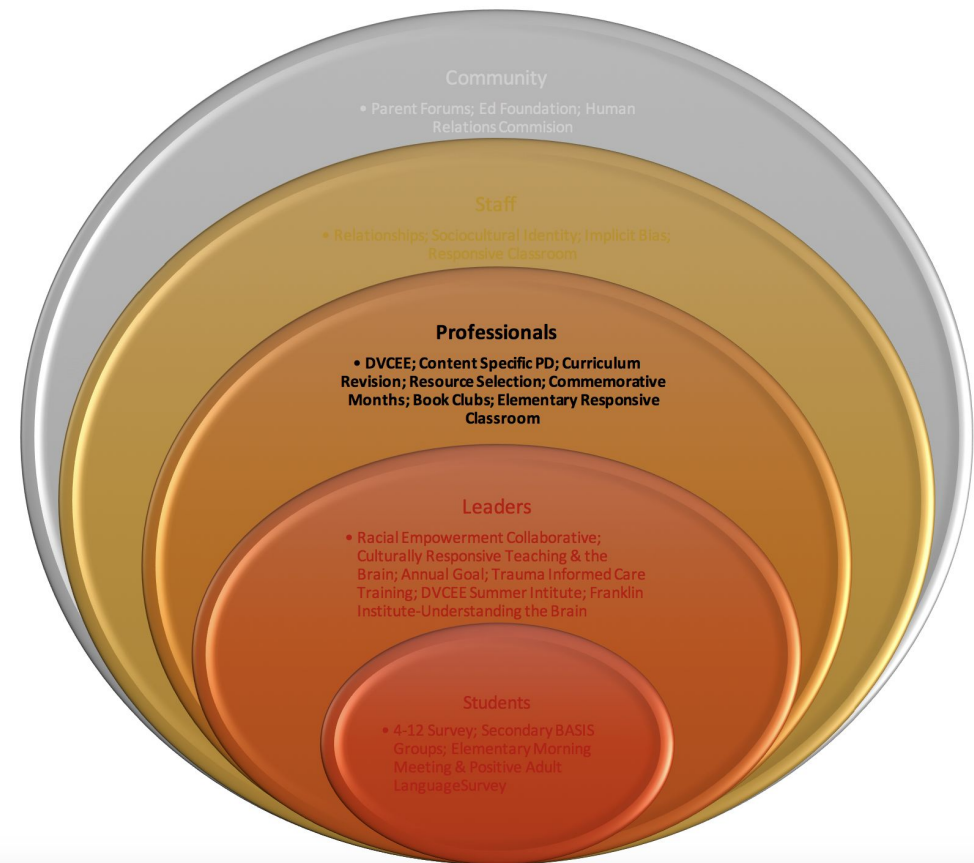 Community
• Parent Forums; Ed Foundation; Human
Relations Commision
Staff
• Relationships; Sociocultural Identity; Implicit Bias;
Responsive Classroom
Professionals
• DVCEE; Content Specific PD; Curriculum
Revision; Resource Selection; Commemorative
Months; Book Clubs; Elementary Responsive
Classroom
Leaders
• Racial Empowerment Collaborative;
Culturally Responsive Teaching & the
Brain; Annual Goal; Trauma Informed Care
Training; DVCEE Summer Intitute; Franklin
Institute-Understanding the Brain
Students
• 4-12 Survey; Secondary BASIS
Groups; Elementary Morning
Meeting & Positive Adult
LanguageSurvey